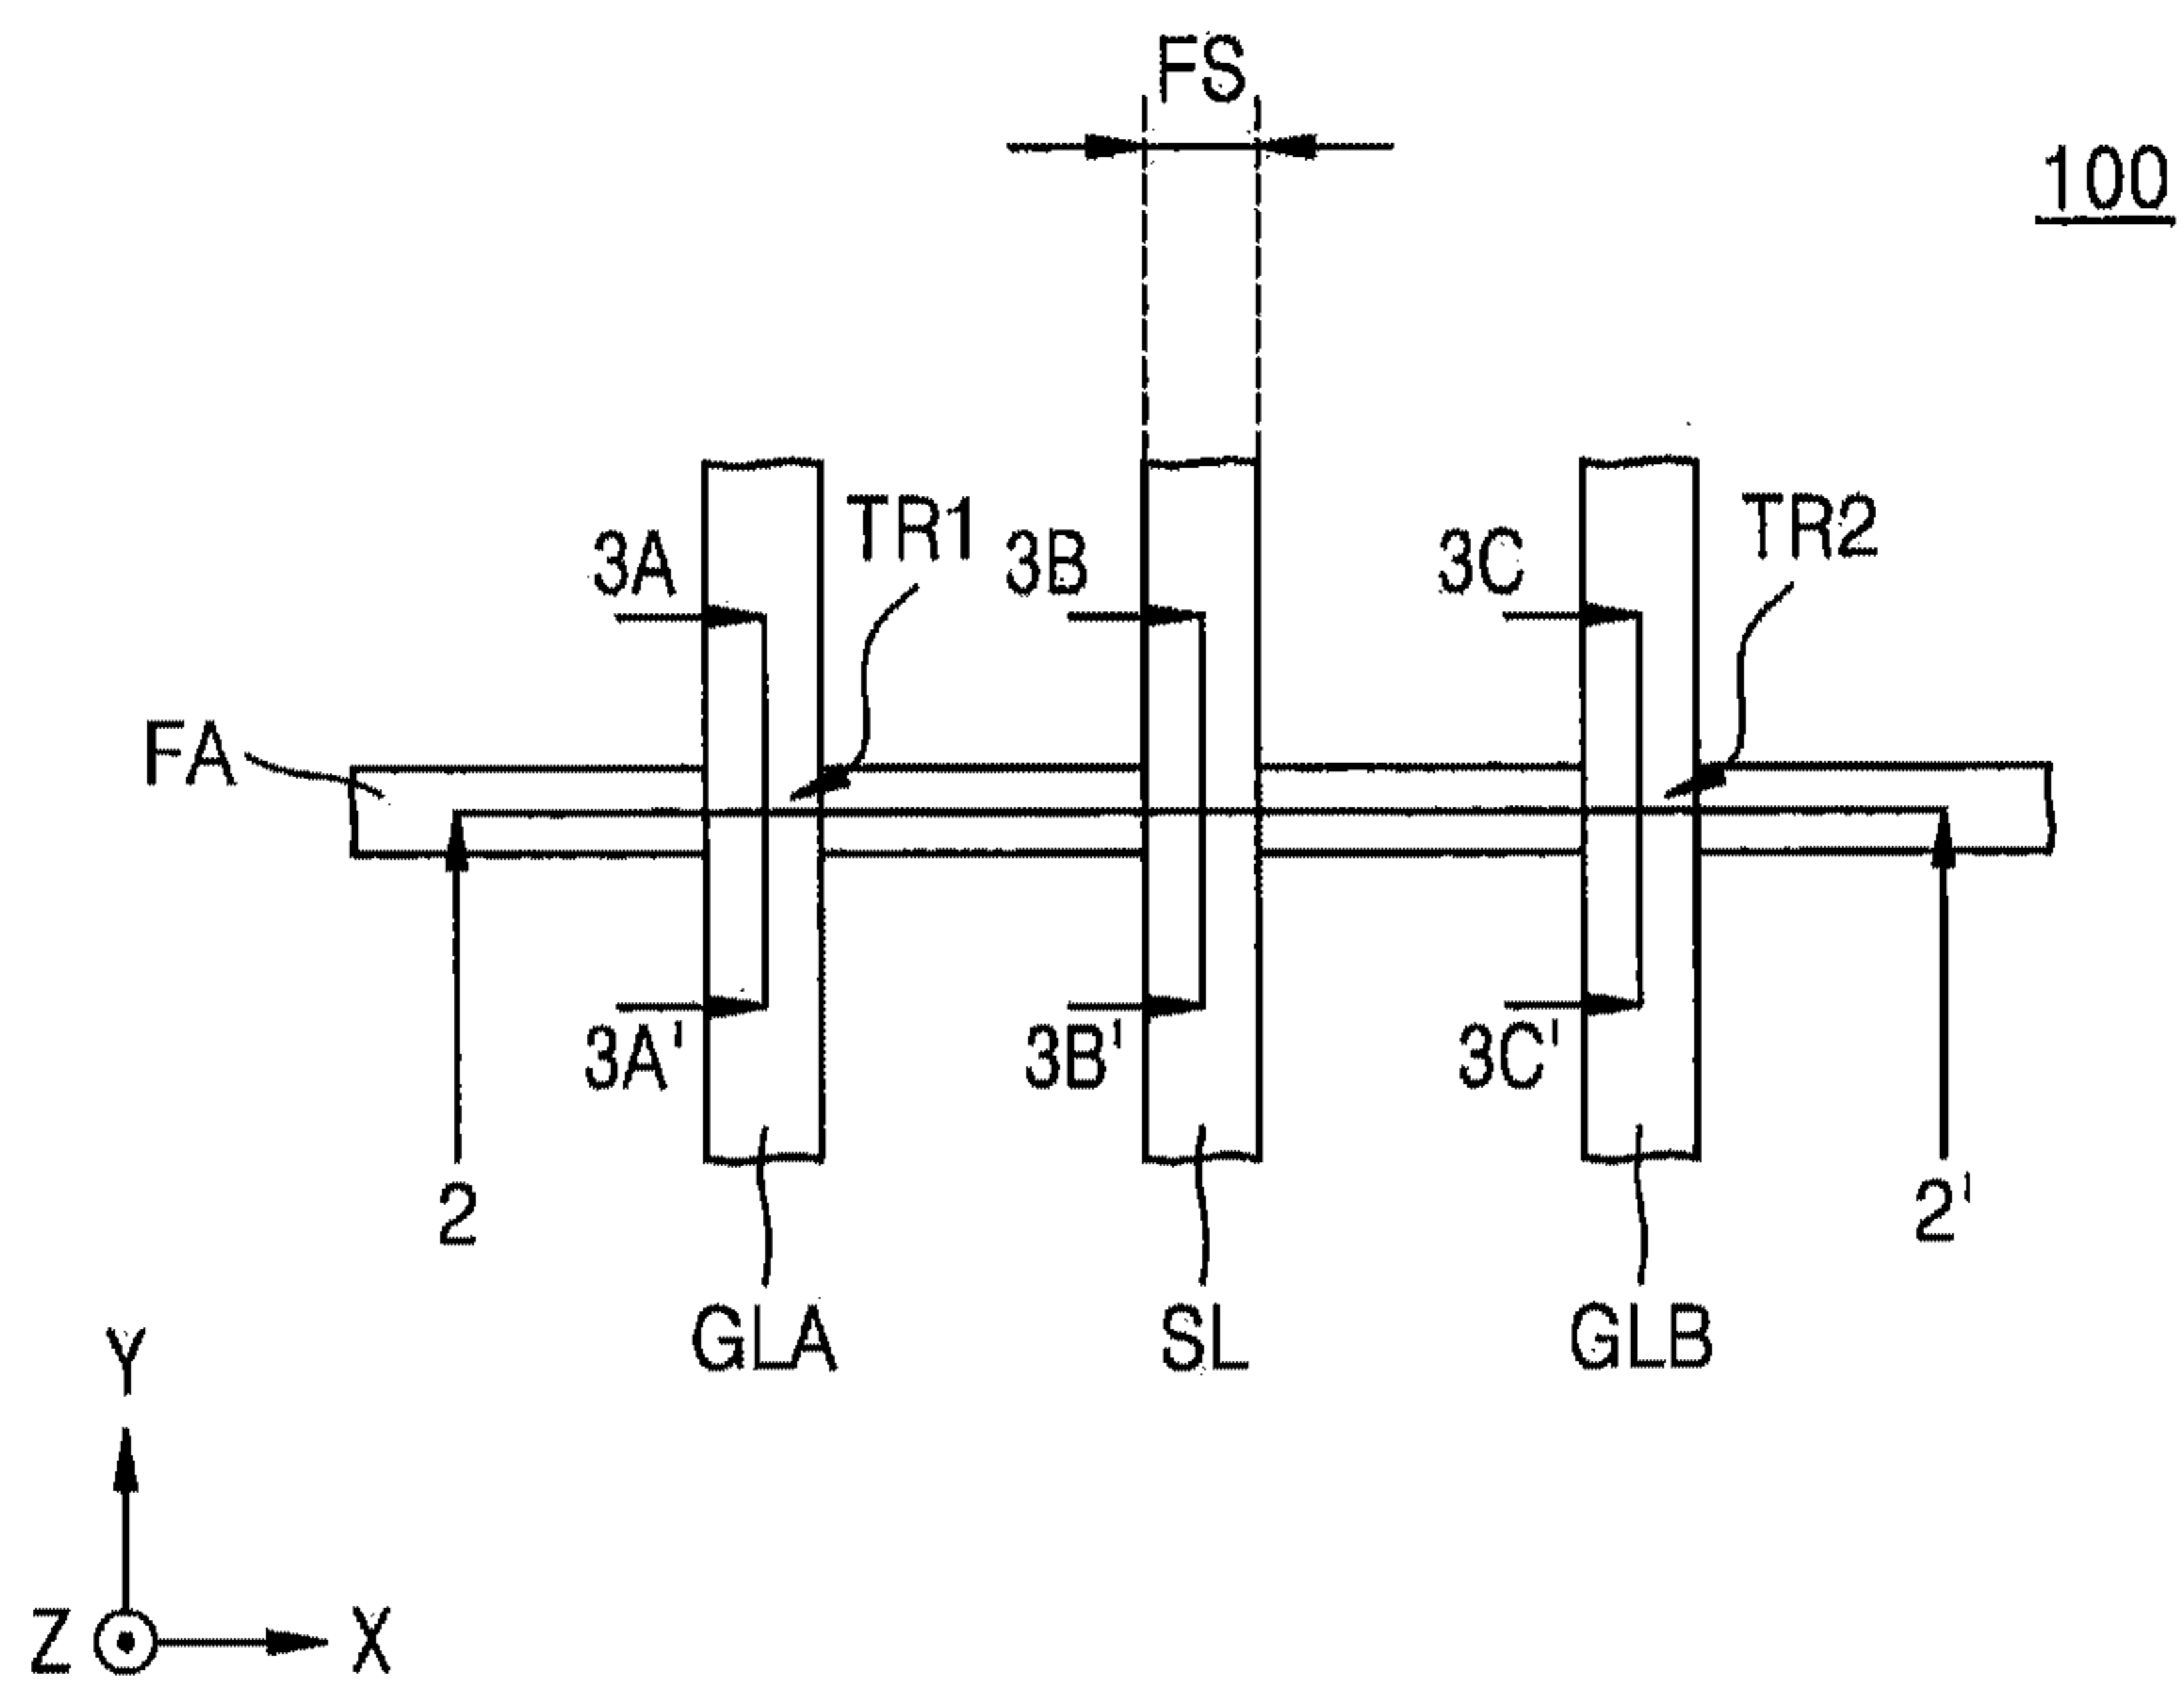 FS
100
3A
TR1
3B
3C
TR2
FA
3A'
3B'
3C'
2
2'
GLA
SL
GLB
Y
Z
X